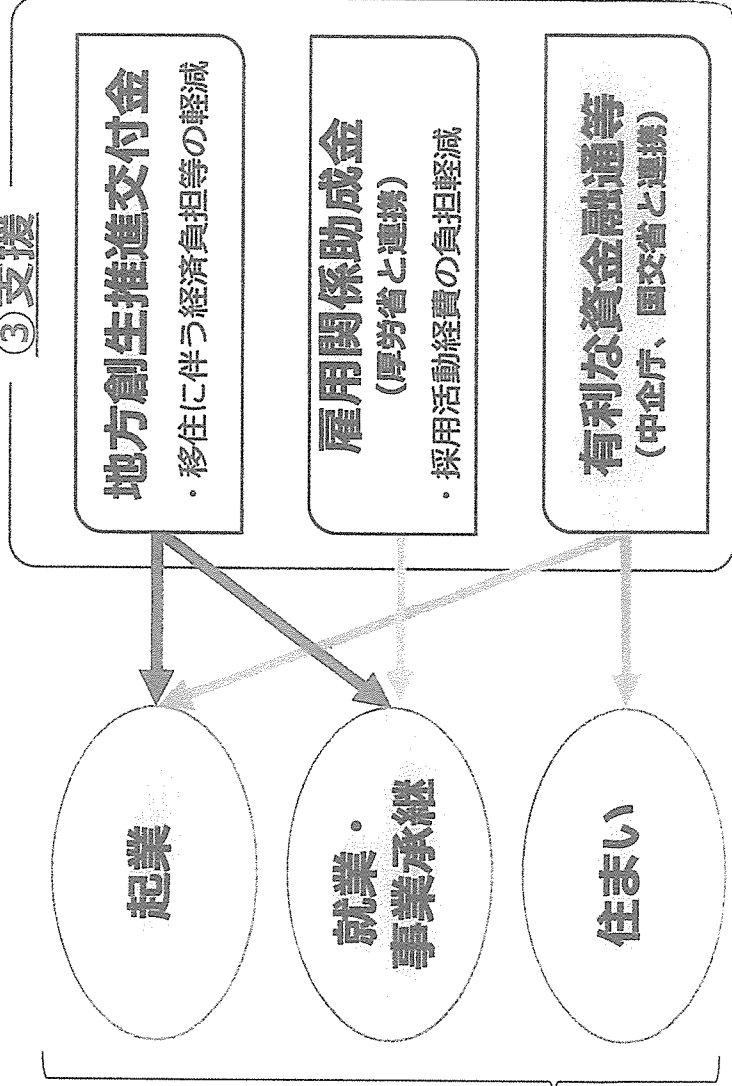 ③支援
地方創生推進交付金
・移住に伴う経済負担等の軽減
雇用関係助成金
(厚労省と連携)
・採用活動経費の負担軽減
有利な資金融通等
(中企庁、国交省と連携)
起業
就業・
事業承継
住まい